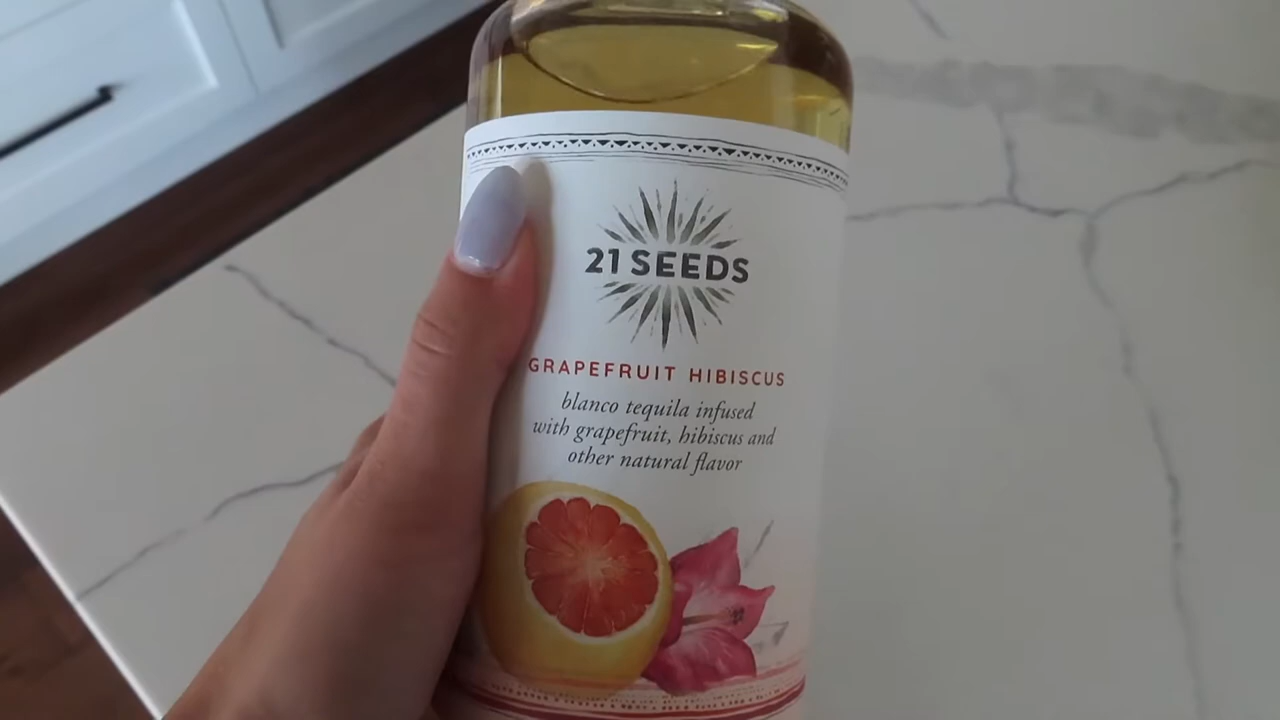 21 SEEDS
GRAPEFRUIT HIBISCUS
blanco tequila infused
with grapefruit, hibiscus and
other natural flavor